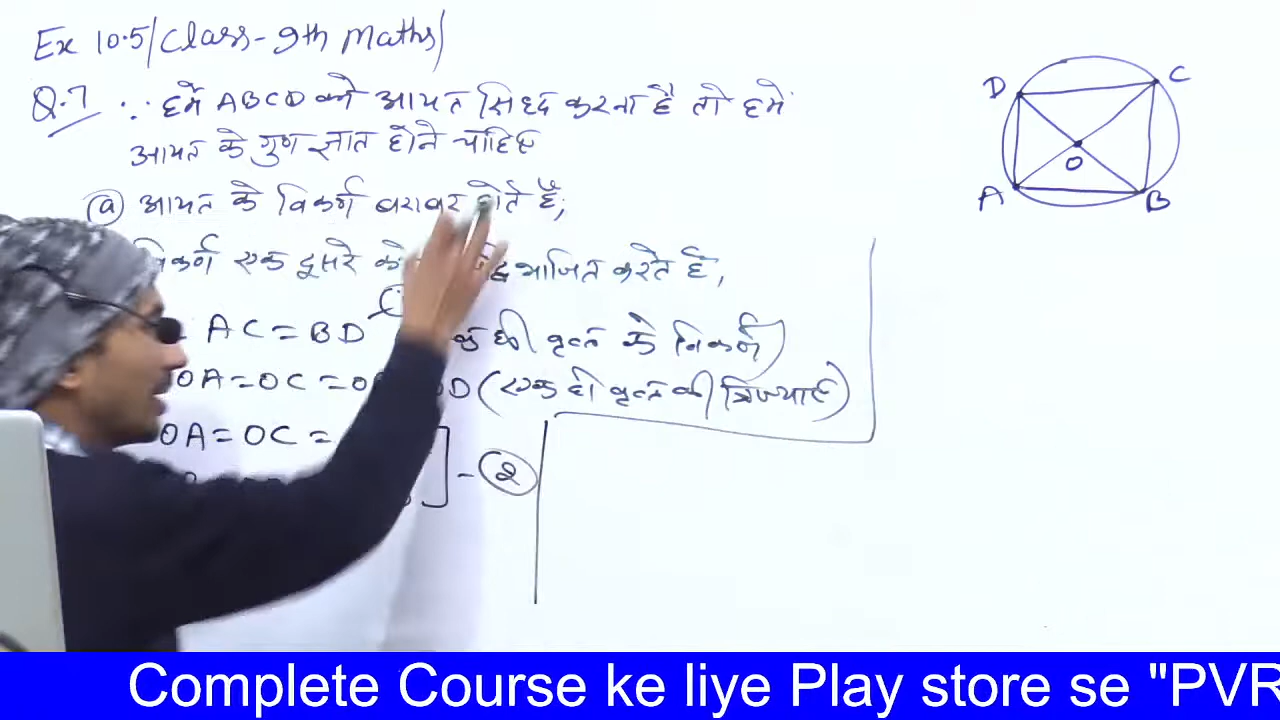 Ex 10.5/(Class-9th Maths)
Q.7 ∵ हमें ABCD को आयत सिद्ध करना है तो हमें
आयत के गुण ज्ञात होने चाहिए
(a) आयत के विकर्ण बराबर होते हैं,
विकर्ण एक दूसरे को भाजित करते हैं,
AC = BD ही वृत्त के विकर्ण)
OA = OC = OD (एक ही वृत्त की त्रिज्याएँ)
OA = OC =
] - (2)
D C
O
A B
Complete Course ke liye Play store se "PVR